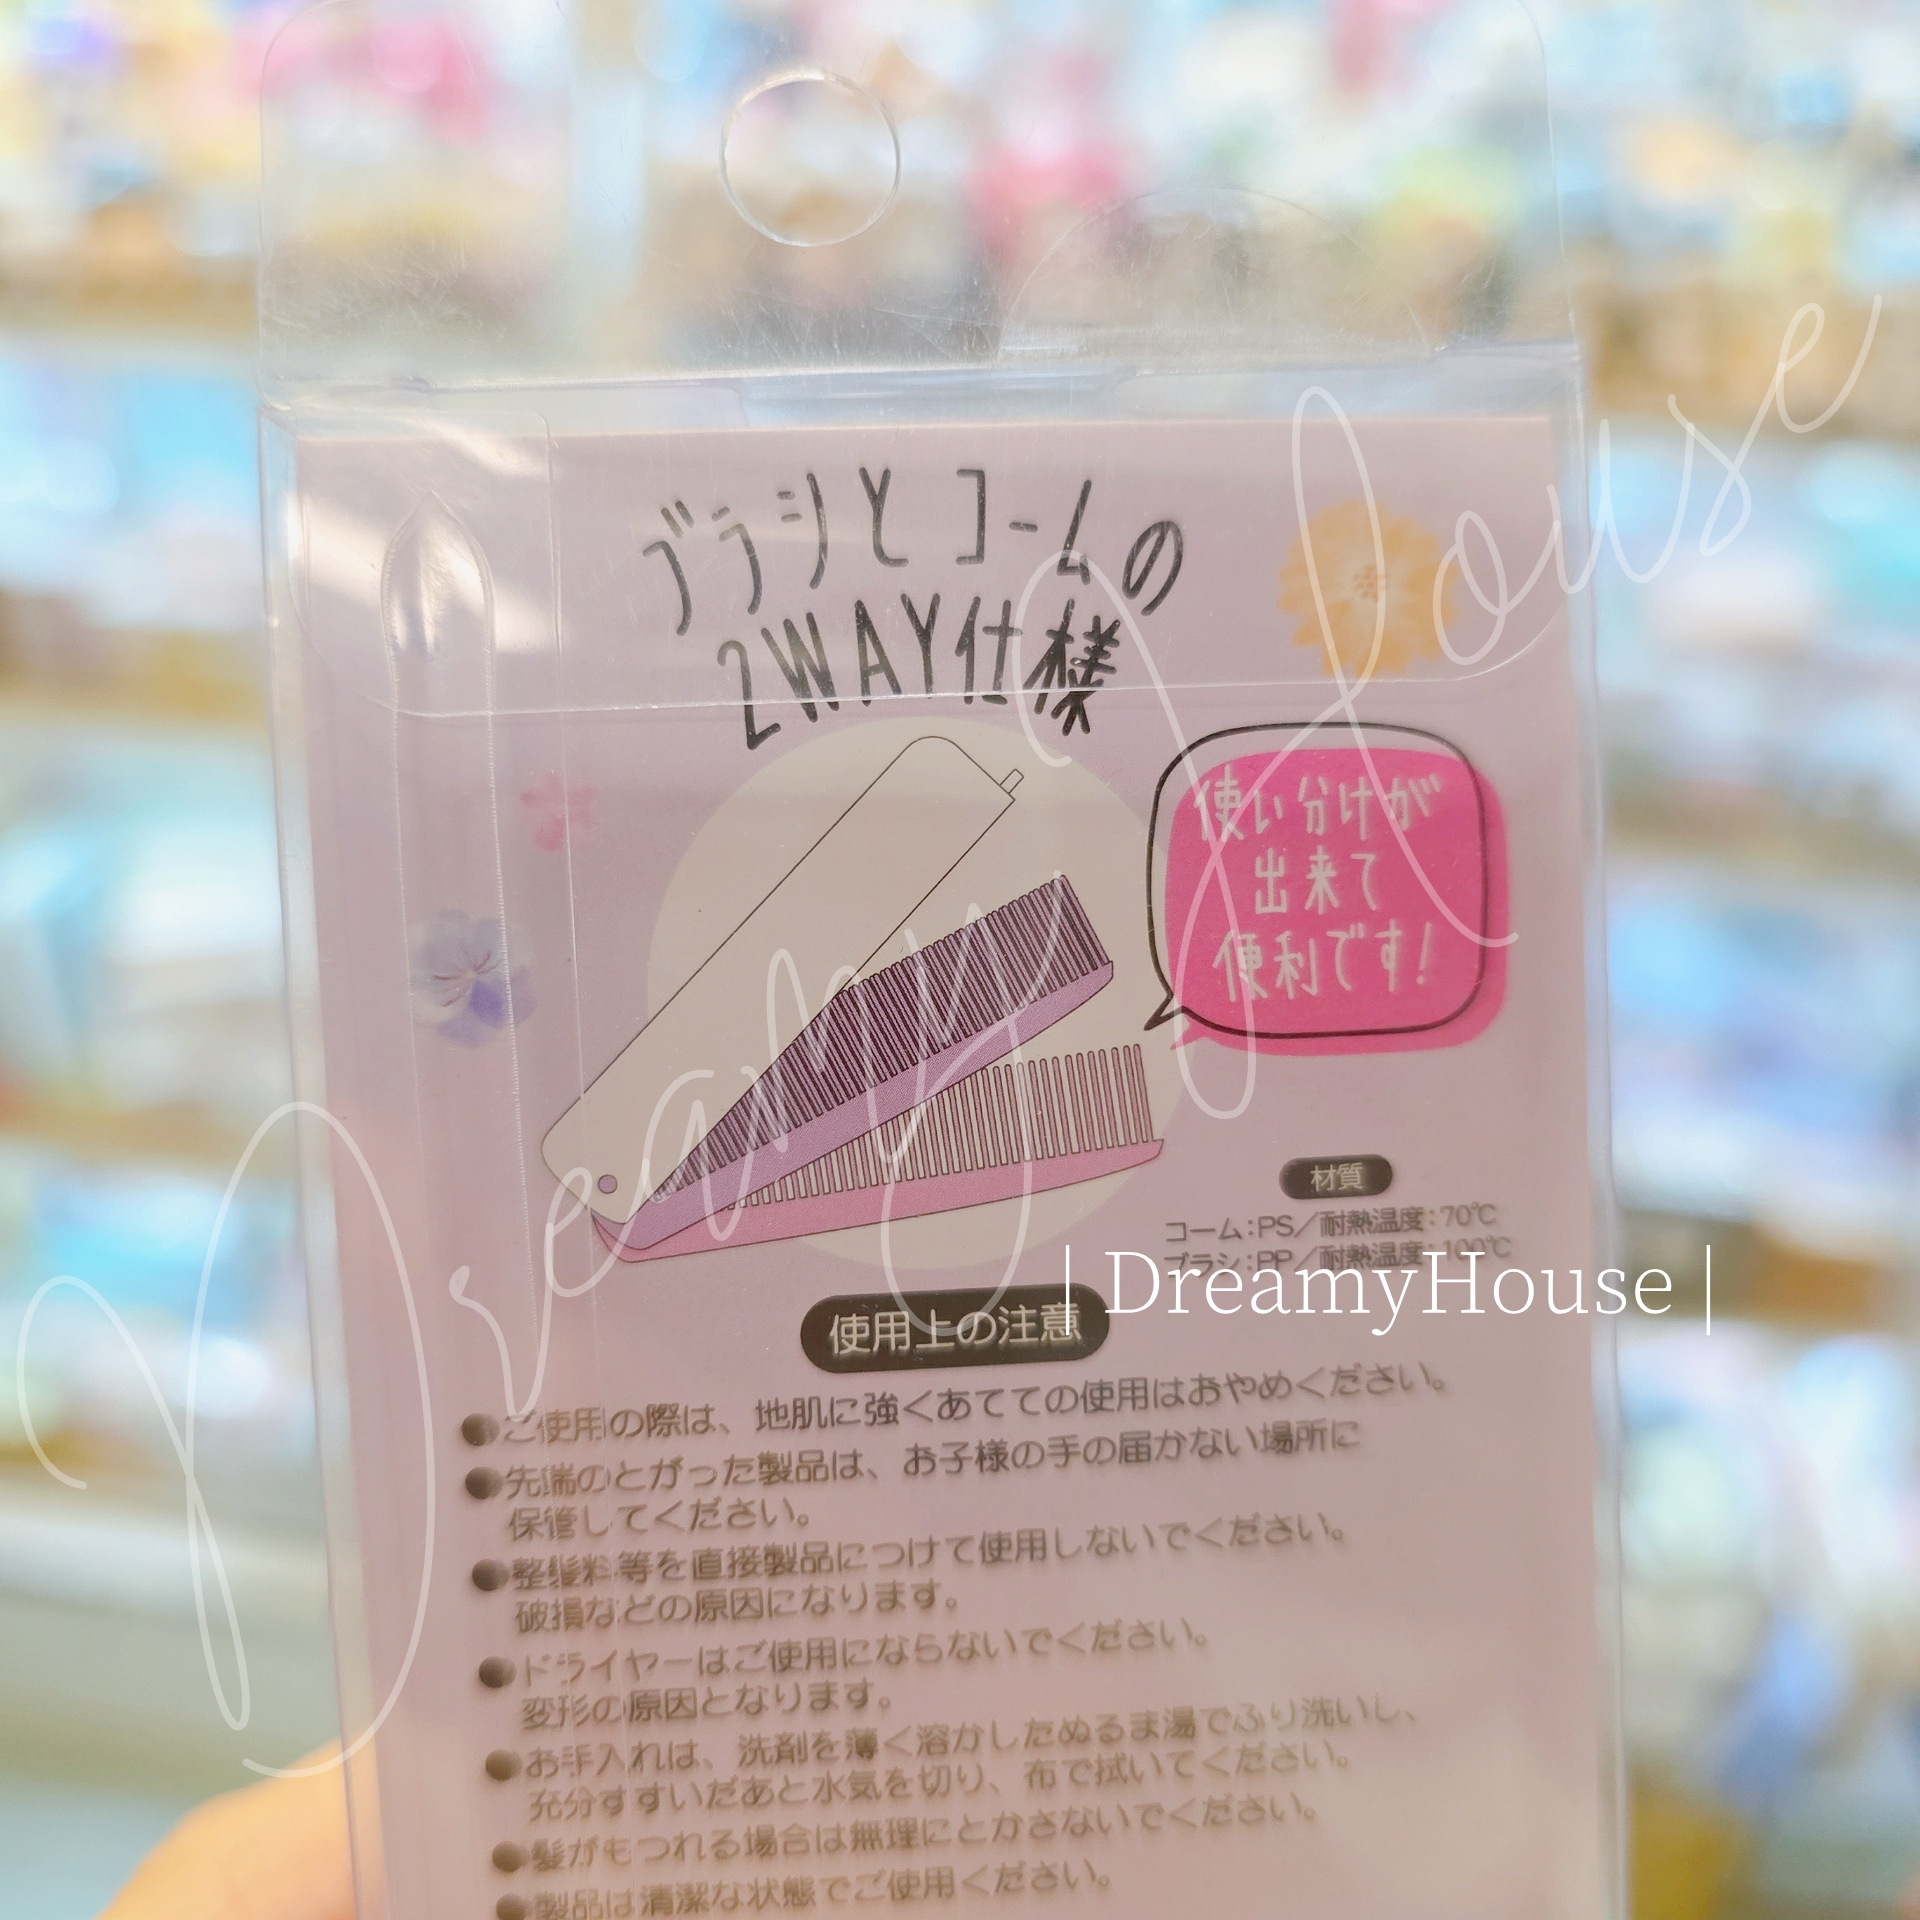 ブラシとコームの
2WAY仕様
使い分けが
出来て
便利です!
材質
コーム:PS/耐熱温度:70℃
ブラシ:PP/耐熱温度:100℃
| DreamyHouse |
Dreamy House
使用上の注意
●ご使用の際は、地肌に強くあてての使用はおやめください。
●先端のとがった製品は、お子様の手の届かない場所に
保管してください。
●整髪料等を直接製品につけて使用しないでください。
破損などの原因になります。
●ドライヤーはご使用にならないでください。
変形の原因となります。
●お手入れは、洗剤を薄く溶かしたぬるま湯でふり洗いし、
充分すすいだあと水気を切り、布で拭いてください。
●髪がもつれる場合は無理にとかさないでください。
●製品は清潔な状態でご使用ください。